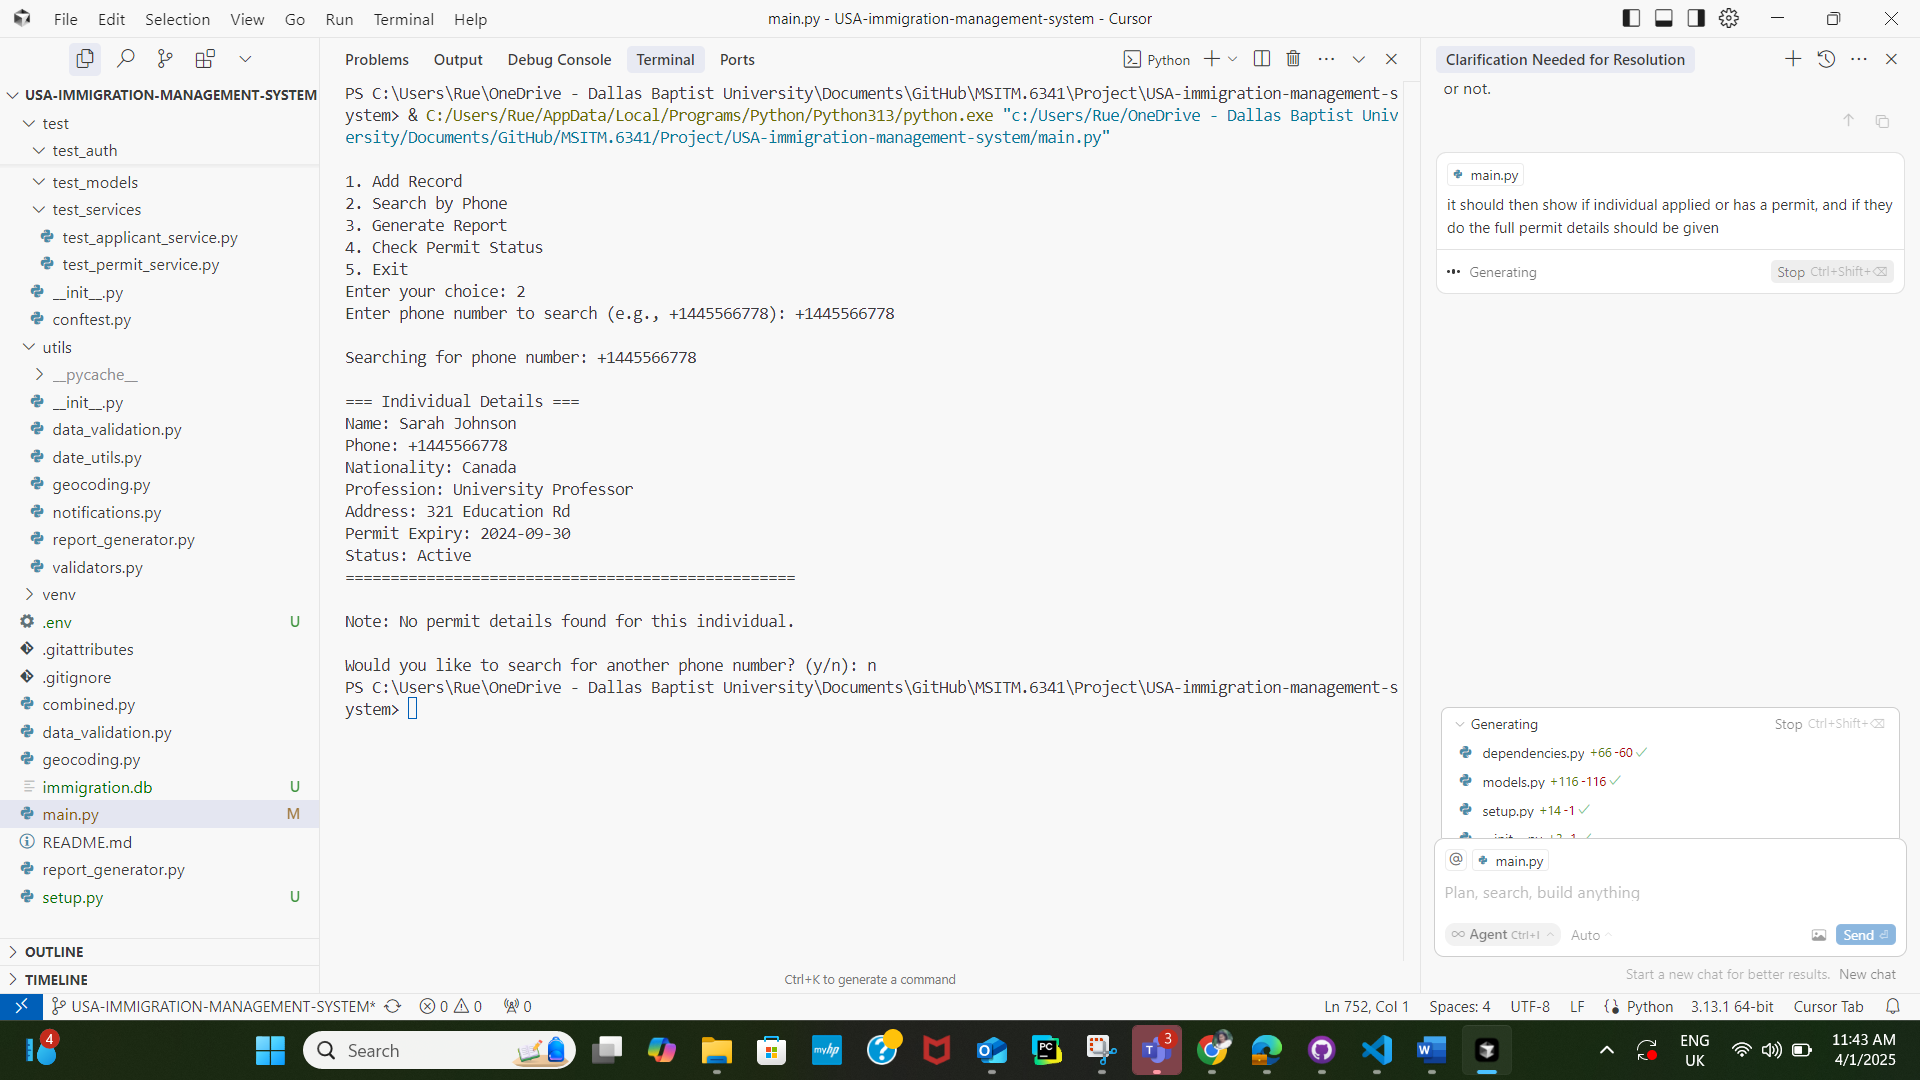 File Edit Selection View Go Run Terminal Help
main.py - USA-immigration-management-system - Cursor
USA-IMMIGRATION-MANAGEMENT-SYSTEM
test
test_auth
test_models
test_services
test_applicant_service.py
test_permit_service.py
__init__.py
conftest.py
utils
__pycache__
__init__.py
data_validation.py
date_utils.py
geocoding.py
notifications.py
report_generator.py
validators.py
venv
.env U
.gitattributes
.gitignore
combined.py
data_validation.py
geocoding.py
immigration.db U
main.py M
README.md
report_generator.py
setup.py U
OUTLINE
TIMELINE
Problems Output Debug Console Terminal Ports
Python
PS C:\Users\Rue\OneDrive - Dallas Baptist University\Documents\GitHub\MSITM.6341\Project\USA-immigration-management-s
ystem> & C:/Users/Rue/AppData/Local/Programs/Python/Python313/python.exe "c:/Users/Rue/OneDrive - Dallas Baptist Univ
ersity/Documents/GitHub/MSITM.6341/Project/USA-immigration-management-system/main.py"
1. Add Record
2. Search by Phone
3. Generate Report
4. Check Permit Status
5. Exit
Enter your choice: 2
Enter phone number to search (e.g., +1445566778): +1445566778
Searching for phone number: +1445566778
=== Individual Details ===
Name: Sarah Johnson
Phone: +1445566778
Nationality: Canada
Profession: University Professor
Address: 321 Education Rd
Permit Expiry: 2024-09-30
Status: Active
==================================================
Note: No permit details found for this individual.
Would you like to search for another phone number? (y/n): n
PS C:\Users\Rue\OneDrive - Dallas Baptist University\Documents\GitHub\MSITM.6341\Project\USA-immigration-management-s
ystem>
Ctrl+K to generate a command
Clarification Needed for Resolution
or not.
main.py
it should then show if individual applied or has a permit, and if they
do the full permit details should be given
Generating Stop Ctrl+Shift+⌫
Generating Stop Ctrl+Shift+⌫
dependencies.py +66 -60
models.py +116 -116
setup.py +14 -1
@ main.py
Plan, search, build anything
Agent Ctrl+I Auto Send
Start a new chat for better results. New chat
USA-IMMIGRATION-MANAGEMENT-SYSTEM* 0 0 0
Ln 752, Col 1 Spaces: 4 UTF-8 LF Python 3.13.1 64-bit Cursor Tab
4
Search
myhp
PC
3
ENG
UK
11:43 AM
4/1/2025